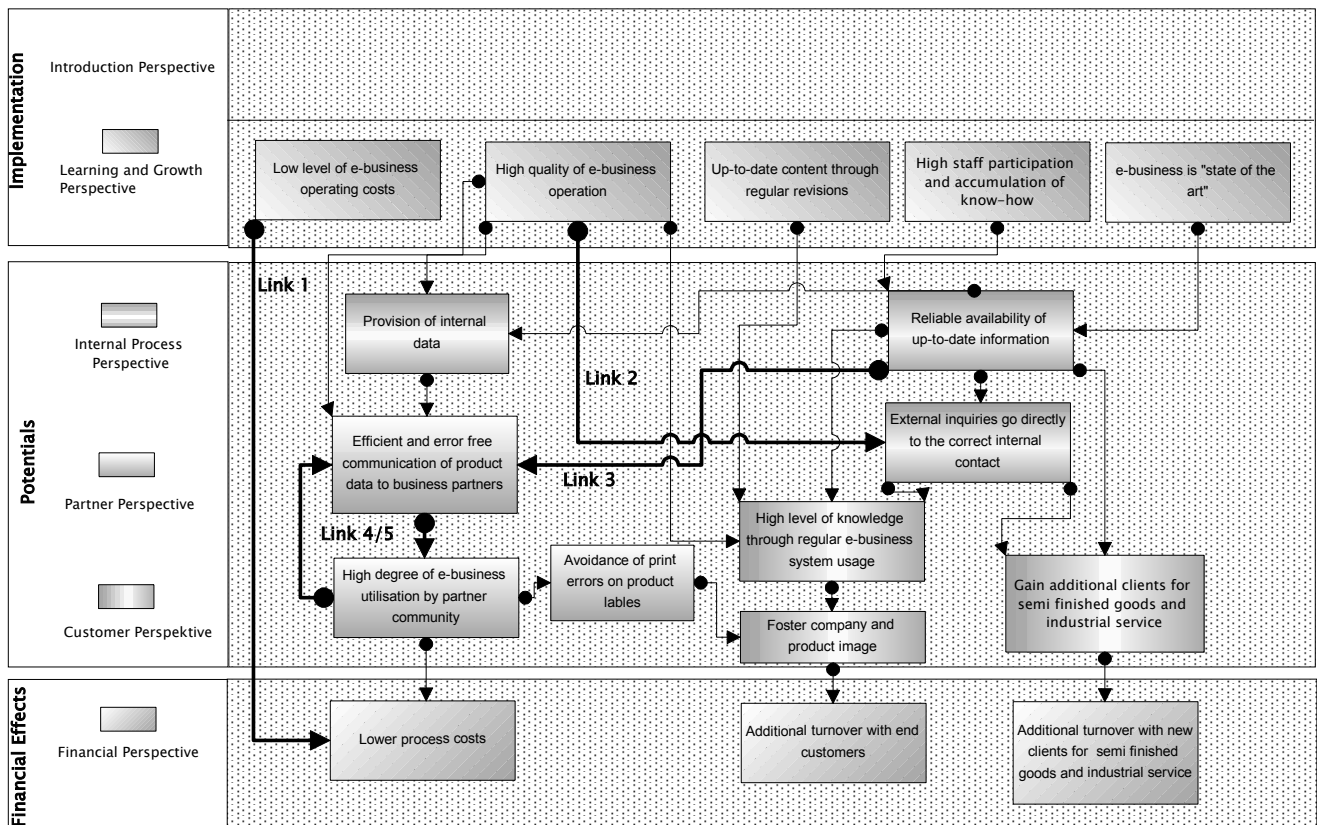 Implementation
Introduction Perspective
Learning and Growth
Perspective
Low level of e-business
operating costs
High quality of e-business
operation
Up-to-date content through
regular revisions
High staff participation
and accumulation of
know-how
e-business is "state of the
art"
Potentials
Internal Process
Perspective
Partner Perspective
Customer Perspektive
Link 1
Provision of internal
data
Reliable availability of
up-to-date information
Link 2
Efficient and error free
communication of product
data to business partners
External inquiries go directly
to the correct internal
contact
Link 3
Link 4/5
High level of knowledge
through regular e-business
system usage
High degree of e-business
utilisation by partner
community
Avoidance of print
errors on product
lables
Foster company and
product image
Gain additional clients for
semi finished goods and
industrial service
Financial Effects
Financial Perspective
Lower process costs
Additional turnover with end
customers
Additional turnover with new
clients for semi finished
goods and industrial service